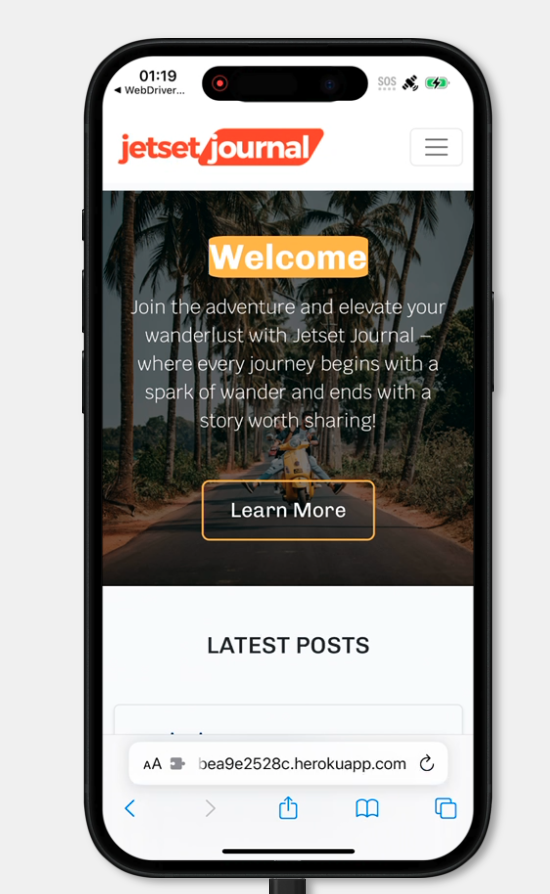 01:19
SOS
◀ WebDriver...
jetset journal
Welcome
Join the adventure and elevate your
wanderlust with Jetset Journal –
where every journey begins with a
spark of wander and ends with a
story worth sharing!
Learn More
LATEST POSTS
AA
bea9e2528c.herokuapp.com